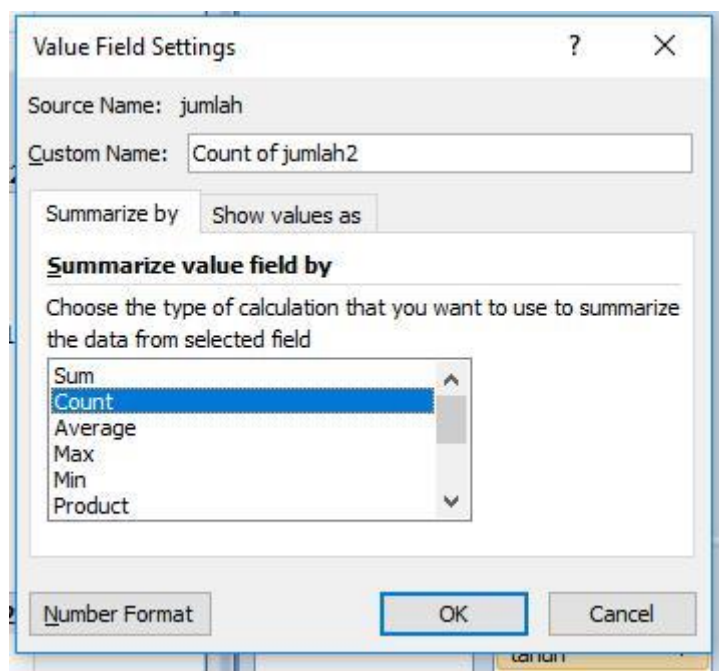 Value Field Settings
Source Name: jumlah
Custom Name: Count of jumlah2
Summarize by Show values as
Summarize value field by
Choose the type of calculation that you want to use to summarize
the data from selected field
Sum
Count
Average
Max
Min
Product
Number Format OK Cancel